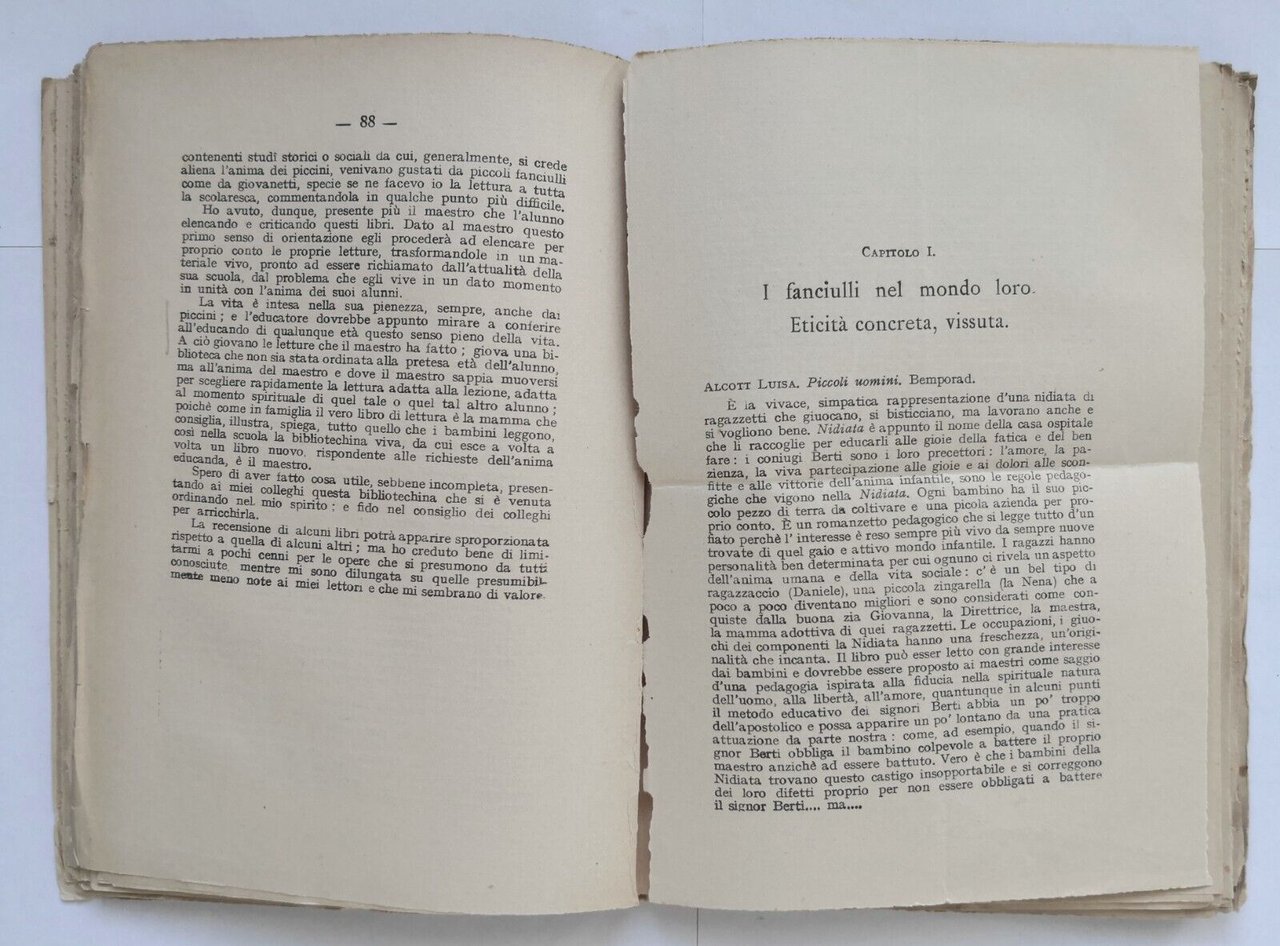 — 88 —
contenenti studî storici o sociali da cui, generalmente, si crede
aliena l'anima dei piccini, venivano gustati da piccoli fanciulli
come da giovanetti, specie se ne facevo io la lettura a tutta
la scolaresca, commentandola in qualche punto più difficile.
Ho avuto, dunque, presente più il maestro che l'alunno
elencando e criticando questi libri. Dato al maestro questo
primo senso di orientazione egli procederà ad elencare per
proprio conto le proprie letture, trasformandole in un ma-
teriale vivo, pronto ad essere richiamato dall'attualità della
sua scuola, dal problema che egli vive in un dato momento
in unità con l'anima dei suoi alunni.
La vita è intesa nella sua pienezza, sempre, anche dai
piccini ; e l'educatore dovrebbe appunto mirare a conferire
all'educando di qualunque età questo senso pieno della vita.
A ciò giovano le letture che il maestro ha fatto ; giova una bi-
blioteca che non sia stata ordinata alla pretesa età dell'alunno,
ma all'anima del maestro e dove il maestro sappia muoversi
per scegliere rapidamente la lettura adatta alla lezione, adatta
al momento spirituale di quel tale o quel tal altro alunno ;
poichè come in famiglia il vero libro di lettura è la mamma che
consiglia, illustra, spiega, tutto quello che i bambini leggono,
così nella scuola la bibliotechina viva, da cui esce a volta a
volta un libro nuovo, rispondente alle richieste dell'anima
educanda, è il maestro.
Spero di aver fatto cosa utile, sebbene incompleta, presen-
tando ai miei colleghi questa bibliotechina che si è venuta
ordinando nel mio spirito : e fido nel consiglio dei colleghi
per arricchirla.
La recensione di alcuni libri potrà apparire sproporzionata
rispetto a quella di alcuni altri ; ma ho creduto bene di limi-
tarmi a pochi cenni per le opere che si presumono da tutti
conosciute, mentre mi sono dilungata su quelle presumibil-
mente meno note ai miei lettori e che mi sembrano di valore.
CAPITOLO I.
I fanciulli nel mondo loro.
Eticità concreta, vissuta.
ALCOTT LUISA. Piccoli uomini. Bemporad.
È la vivace, simpatica rappresentazione d'una nidiata di
ragazzetti che giuocano, si bisticciano, ma lavorano anche e
si vogliono bene. Nidiata è appunto il nome della casa ospitale
che li raccoglie per educarli alle gioie della fatica e del ben
fare : i coniugi Berti sono i loro precettori : l'amore, la pa-
zienza, la viva partecipazione alle gioie e ai dolori alle scon-
fitte e alle vittorie dell'anima infantile, sono le regole pedago-
giche che vigono nella Nidiata. Ogni bambino ha il suo pic-
colo pezzo di terra da coltivare e una picola azienda per pro-
prio conto. È un romanzetto pedagogico che si legge tutto d'un
fiato perchè l' interesse è reso sempre più vivo da sempre nuove
trovate di quel gaio e attivo mondo infantile. I ragazzi hanno
personalità ben determinata per cui ognuno ci rivela un aspetto
dell'anima umana e della vita sociale : c' è un bel tipo di
ragazzaccio (Daniele), una piccola zingarella (la Nena) che a
poco a poco diventano migliori e sono considerati come con-
quiste dalla buona zia Giovanna, la Direttrice, la maestra,
la mamma adottiva di quei ragazzetti. Le occupazioni, i giuo-
chi dei componenti la Nidiata hanno una freschezza, un'origi-
nalità che incanta. Il libro può esser letto con grande interesse
dai bambini e dovrebbe essere proposto ai maestri come saggio
d'una pedagogia ispirata alla fiducia nella spirituale natura
dell'uomo, alla libertà, all'amore, quantunque in alcuni punti
il metodo educativo dei signori Berti abbia un po' troppo
dell'apostolico e possa apparire un po' lontano da una pratica
attuazione da parte nostra : come, ad esempio, quando il si-
gnor Berti obbliga il bambino colpevole a battere il proprio
maestro anzichè ad essere battuto. Vero è che i bambini della
Nidiata trovano questo castigo insopportabile e si correggono
dei loro difetti proprio per non essere obbligati a battere
il signor Berti.... ma....